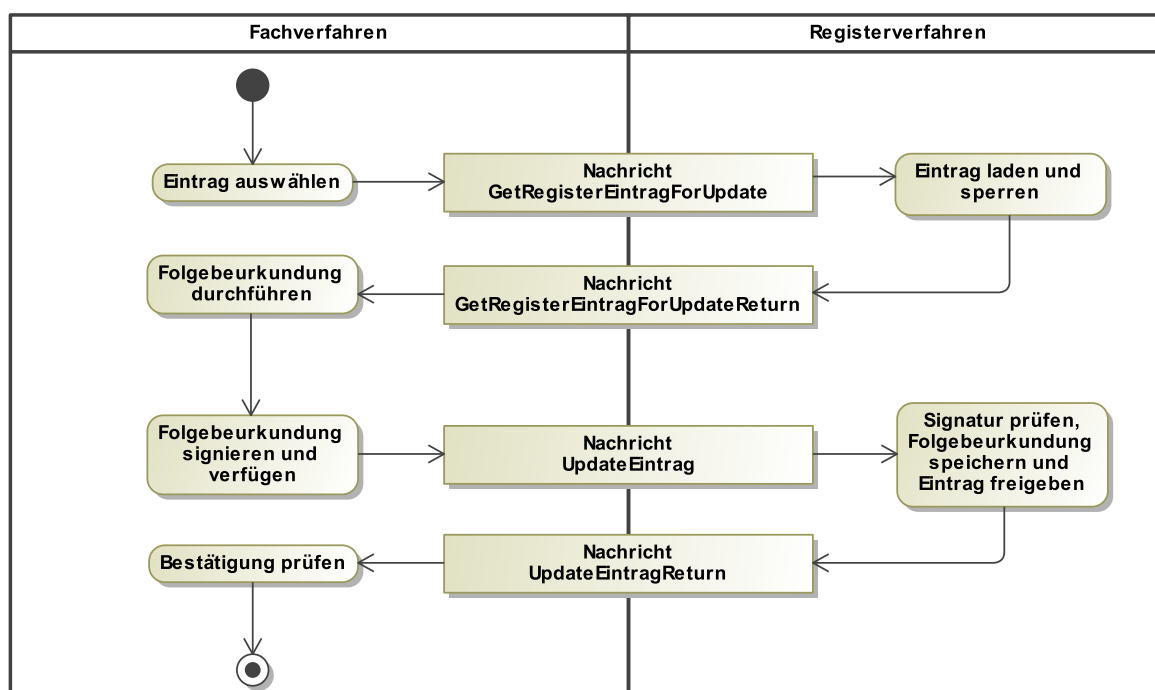 Fachverfahren
Registerverfahren
Eintrag auswählen
Nachricht
GetRegisterEintragForUpdate
Eintrag laden und
sperren
Folgebeurkundung
durchführen
Nachricht
GetRegisterEintragForUpdateReturn
Folgebeurkundung
signieren und
verfügen
Nachricht
UpdateEintrag
Signatur prüfen,
Folgebeurkundung
speichern und
Eintrag freigeben
Bestätigung prüfen
Nachricht
UpdateEintragReturn